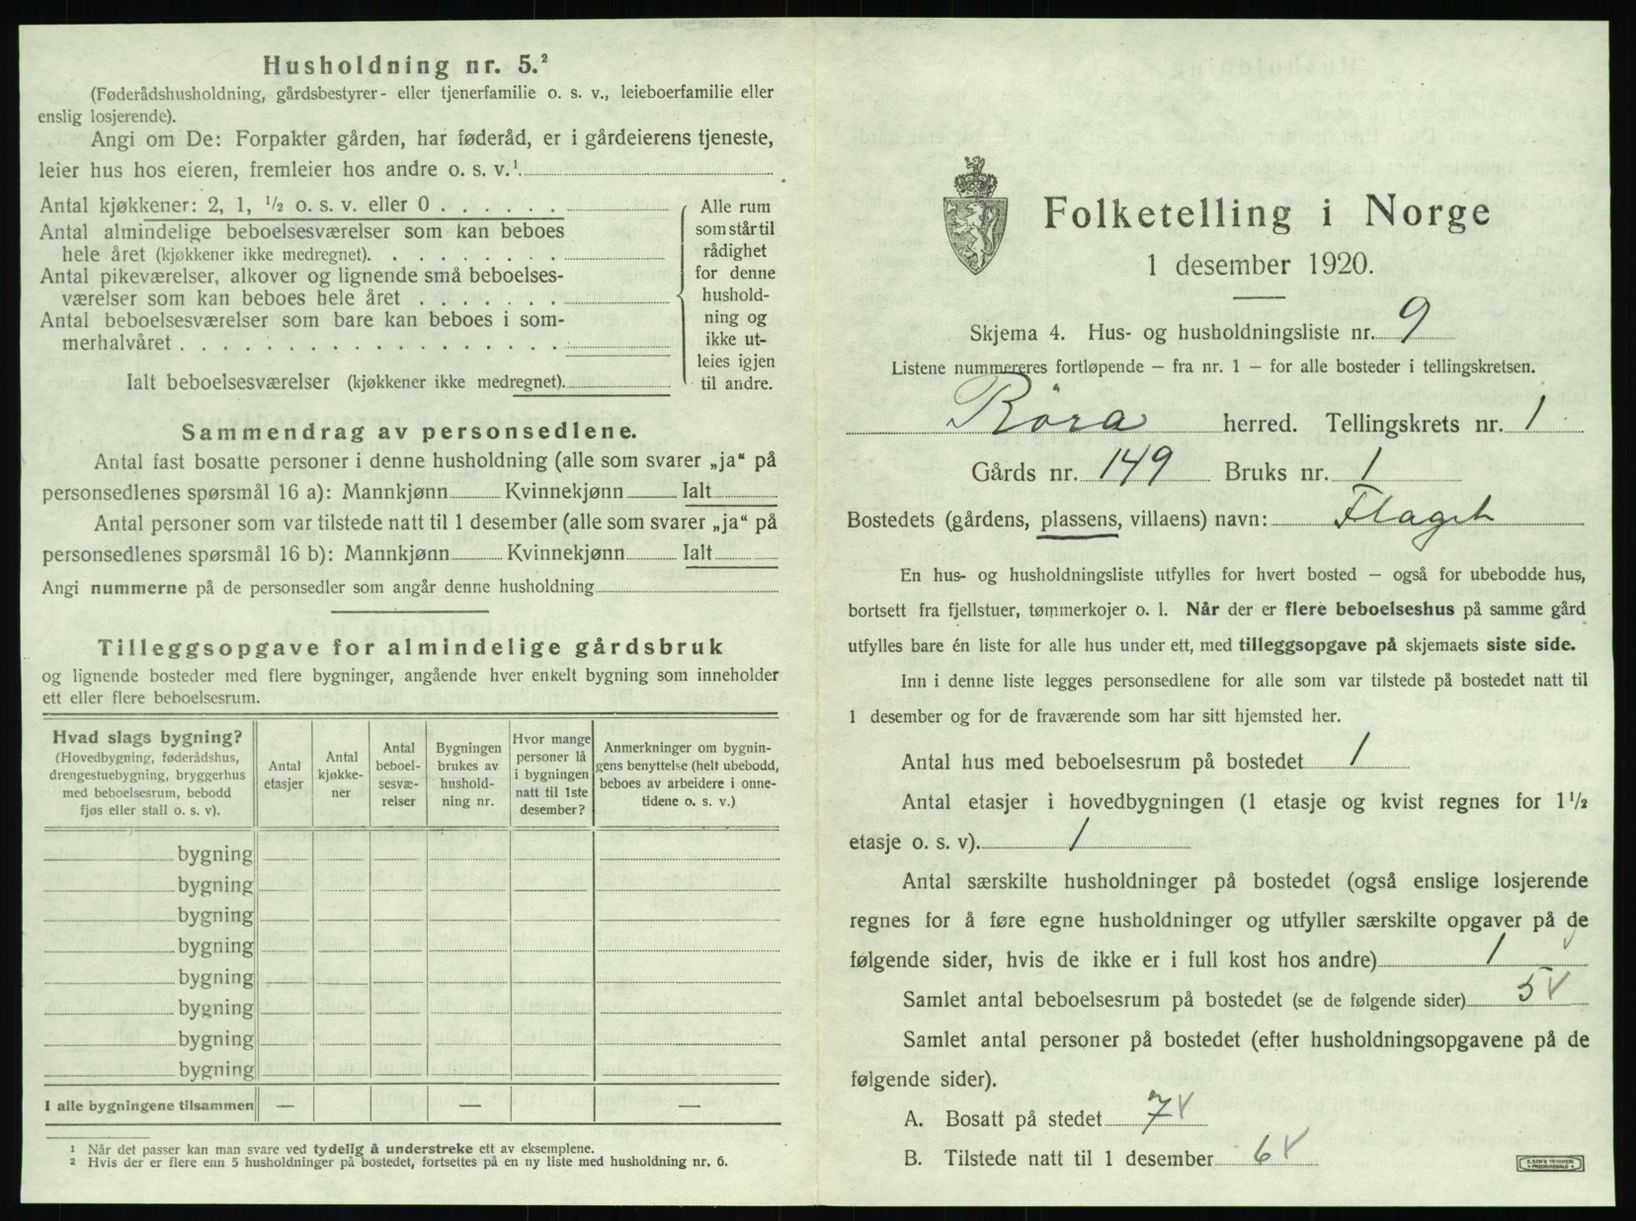 Husholdning nr. 5.²
(Føderådshusholdning, gårdsbestyrer- eller tjenerfamilie o. s. v., leieboerfamilie eller
enslig losjerende).
Angi om De: Forpakter gården, har føderåd, er i gårdeierens tjeneste,
leier hus hos eieren, fremleier hos andre o. s. v.¹
Antal kjøkkener: 2, 1, ½ o. s. v. eller 0 . . . . . .
Antal almindelige beboelsesværelser som kan beboes
hele året (kjøkkener ikke medregnet). . . . . . . .
Antal pikeværelser, alkover og lignende små beboelses-
værelser som kan beboes hele året . . . . . . .
Antal beboelsesværelser som bare kan beboes i som-
merhalvåret . . . . . . . . . . . . . . . . . .
Ialt beboelsesværelser (kjøkkener ikke medregnet).
Alle rum
som står til
rådighet
for denne
hushold-
ning og
ikke ut-
leies igjen
til andre.
Sammendrag av personsedlene.
Antal fast bosatte personer i denne husholdning (alle som svarer „ja“ på
personsedlenes spørsmål 16 a): Mannkjønn Kvinnekjønn Ialt
Antal personer som var tilstede natt til 1 desember (alle som svarer „ja“ på
personsedlenes spørsmål 16 b): Mannkjønn Kvinnekjønn Ialt
Angi nummerne på de personsedler som angår denne husholdning
Tilleggsopgave for almindelige gårdsbruk
og lignende bosteder med flere bygninger, angående hver enkelt bygning som inneholder
ett eller flere beboelsesrum.
Hvad slags bygning?
(Hovedbygning, føderådshus,
drengestuebygning, bryggerhus
med beboelsesrum, bebodd
fjøs eller stall o. s. v).
Antal
etasjer
Antal
kjøkke-
ner
Antal
beboel-
sesvæ-
relser
Bygningen
brukes av
hushold-
ning nr.
Hvor mange
personer lå
i bygningen
natt til 1ste
desember?
Anmerkninger om bygnin-
gens benyttelse (helt ubebodd,
beboes av arbeidere i onne-
tidene o. s. v.)
bygning
bygning
bygning
bygning
bygning
bygning
bygning
bygning
I alle bygningene tilsammen — — —
¹ Når det passer kan man svare ved tydelig å understreke ett av eksemplene.
² Hvis der er flere enn 5 husholdninger på bostedet, fortsettes på en ny liste med husholdning nr. 6.
Folketelling i Norge
1 desember 1920.
Skjema 4. Hus- og husholdningsliste nr. 9
Listene nummereres fortløpende — fra nr. 1 — for alle bosteder i tellingskretsen.
Röra herred. Tellingskrets nr. 1
Gårds nr. 149 Bruks nr. 1
Bostedets (gårdens, plassens, villaens) navn: Flaget
En hus- og husholdningsliste utfylles for hvert bosted — også for ubebodde hus,
bortsett fra fjellstuer, tømmerkojer o. l. Når der er flere beboelseshus på samme gård
utfylles bare én liste for alle hus under ett, med tilleggsopgave på skjemaets siste side.
Inn i denne liste legges personsedlene for alle som var tilstede på bostedet natt til
1 desember og for de fraværende som har sitt hjemsted her.
Antal hus med beboelsesrum på bostedet 1
Antal etasjer i hovedbygningen (1 etasje og kvist regnes for 1½
etasje o. s. v). 1
Antal særskilte husholdninger på bostedet (også enslige losjerende
regnes for å føre egne husholdninger og utfyller særskilte opgaver på de
følgende sider, hvis de ikke er i full kost hos andre) 1
Samlet antal beboelsesrum på bostedet (se de følgende sider) 5
Samlet antal personer på bostedet (efter husholdningsopgavene på de
følgende sider).
A. Bosatt på stedet 7
B. Tilstede natt til 1 desember 6